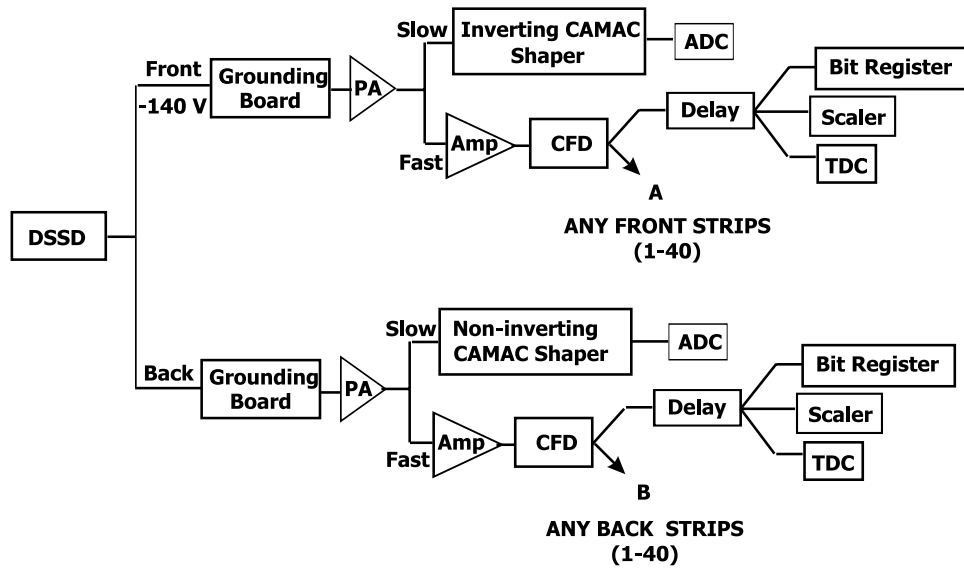 Slow
Inverting CAMAC
Shaper
ADC
Front
-140 V
Grounding
Board
PA
Fast
Amp
CFD
Delay
Bit Register
Scaler
TDC
A
ANY FRONT STRIPS
(1-40)
DSSD
Back
Grounding
Board
PA
Slow
Non-inverting
CAMAC Shaper
ADC
Fast
Amp
CFD
Delay
Bit Register
Scaler
TDC
B
ANY BACK STRIPS
(1-40)